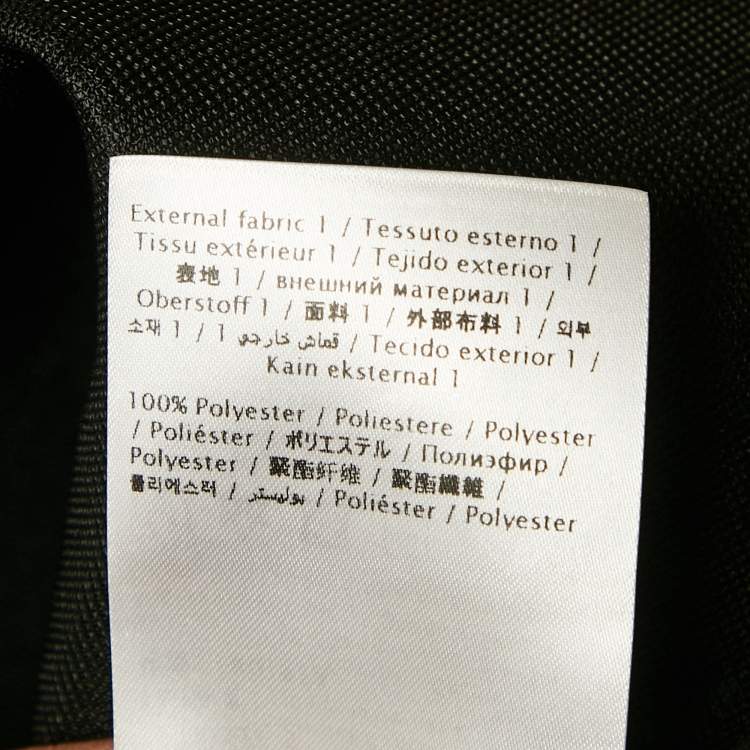 External fabric 1 / Tessuto esterno 1 /
Tissu extérieur 1 / Tejido exterior 1 /
表地 1 / внешний материал 1 /
Oberstoff 1 / 面料 1 / 外部布料 1 / 외부
소재 1 / قماش خارجي 1 / Tecido exterior 1 /
Kain eksternal 1
100% Polyester / Poliestere / Polyester
/ Poliéster / ポリエステル / Полиэфир /
Polyester / 聚酯纤维 / 聚酯纖維 /
폴리에스터 / بوليستر / Poliéster / Polyester